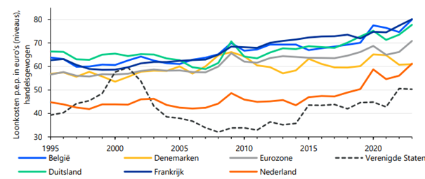 Loonkosten p.e.p. in euro's (niveaus), ondernemingen
80
70
60
50
40
30
1995
2000
2005
2010
2015
2020
België
Denemarken
Eurozone
Verenigde Staten
Duitsland
Frankrijk
Nederland